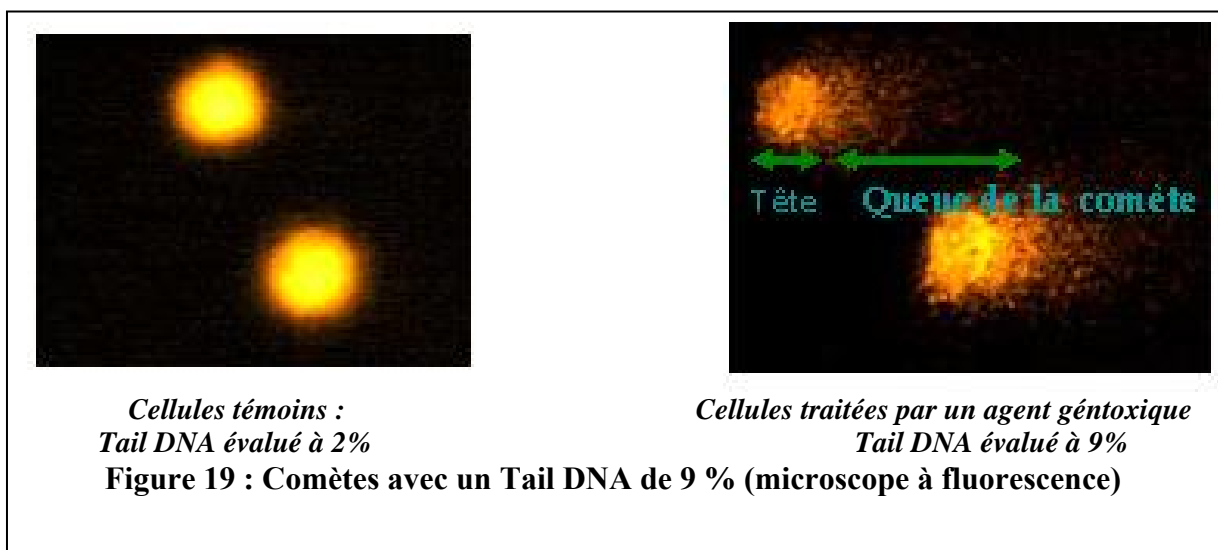 Tête
Queue de la comète
Cellules témoins :
Tail DNA évalué à 2%
Cellules traitées par un agent géntoxique
Tail DNA évalué à 9%
Figure 19 : Comètes avec un Tail DNA de 9 % (microscope à fluorescence)